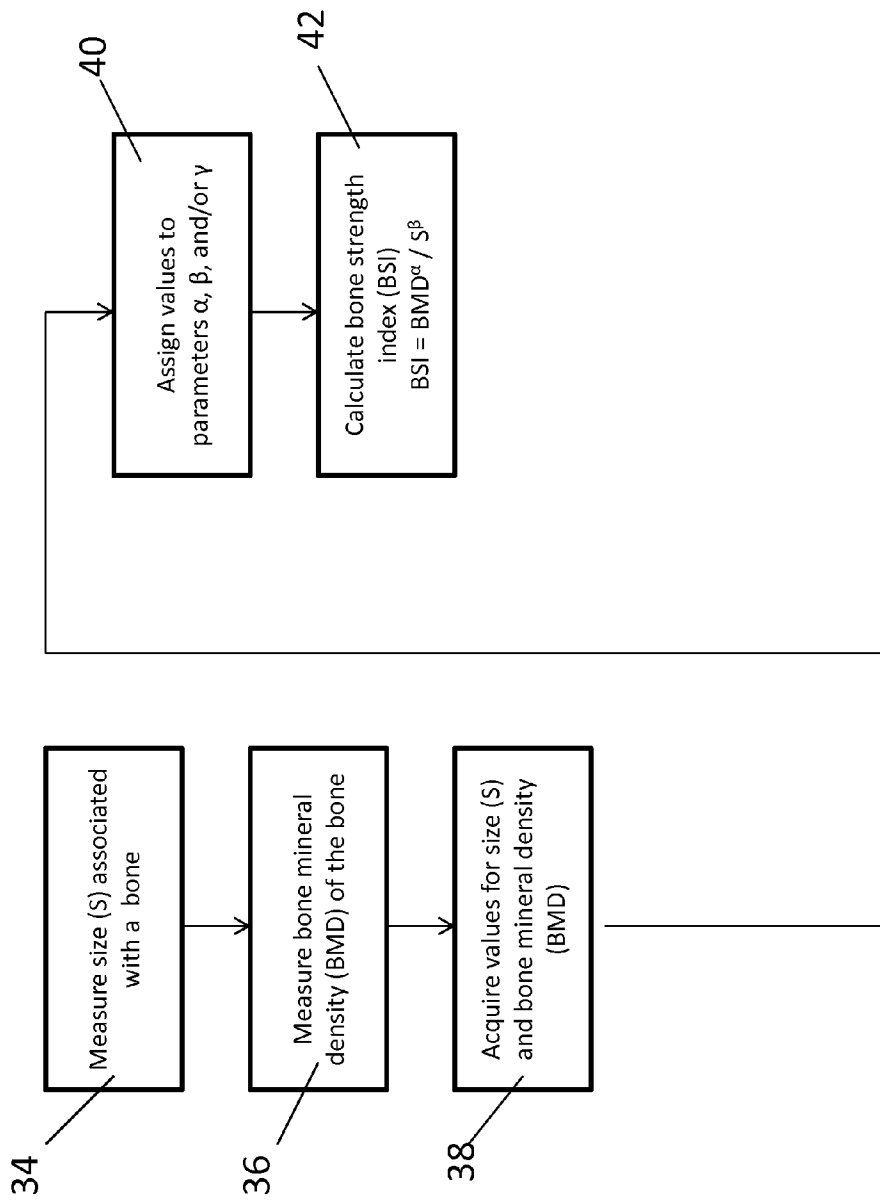 34
Measure size (S) associated
with a bone
36
Measure bone mineral
density (BMD) of the bone
38
Acquire values for size (S)
and bone mineral density
(BMD)
40
Assign values to
parameters α, β, and/or γ
42
Calculate bone strength
index (BSI)
BSI = BMD^α / S^β